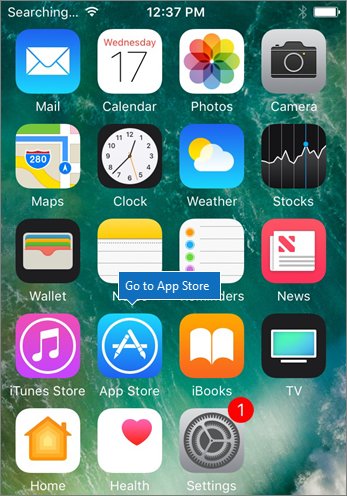 Searching... 12:37 PM
Wednesday
17
Mail Calendar Photos Camera
280
Maps Clock Weather Stocks
Wallet Reminders News
Go to App Store
iTunes Store App Store iBooks TV
1
Home Health Settings